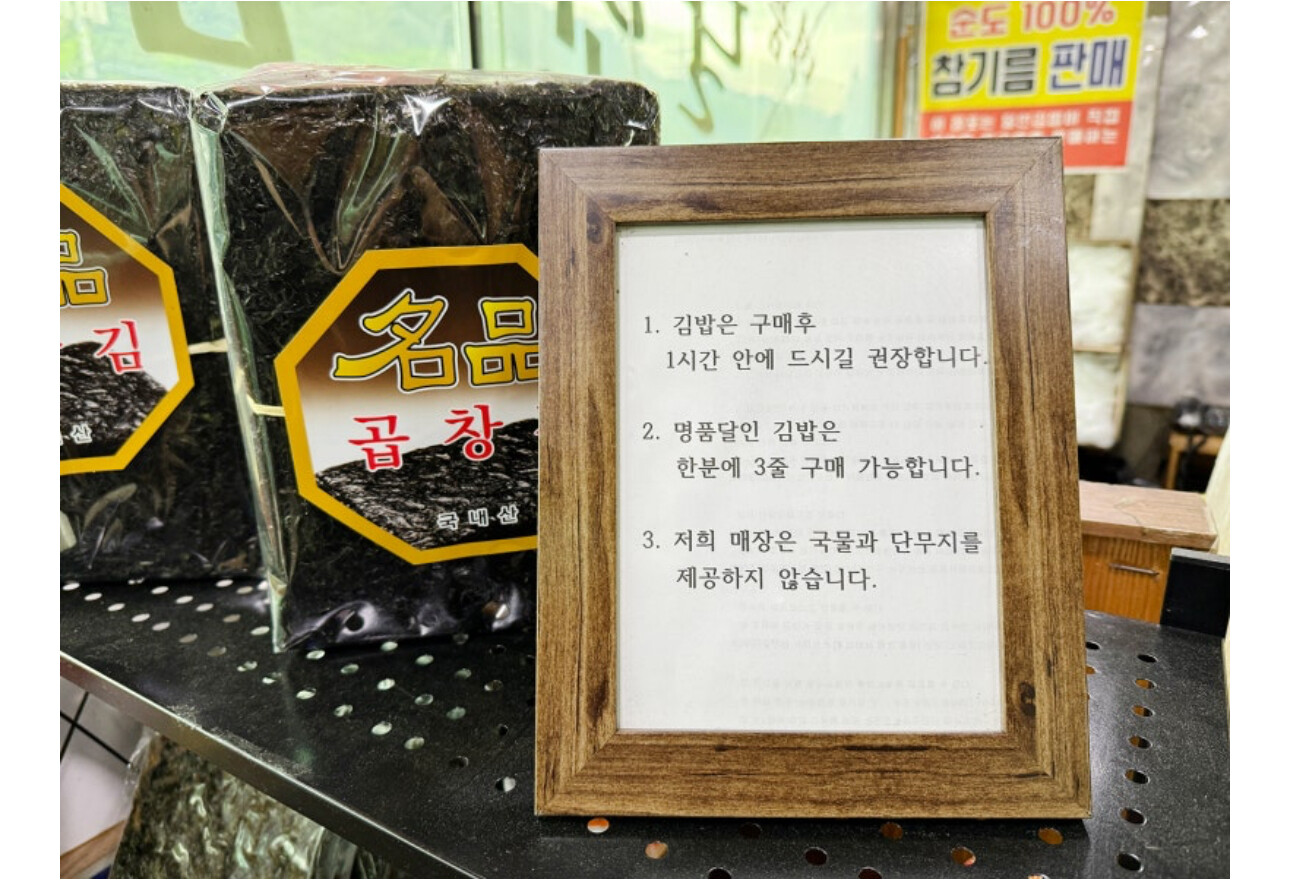 순도 100%
참기름 판매
품
김
산
名品
곱창
국내산
1. 김밥은 구매후
1시간 안에 드시길 권장합니다.
2. 명품달인 김밥은
한분에 3줄 구매 가능합니다.
3. 저희 매장은 국물과 단무지를
제공하지 않습니다.